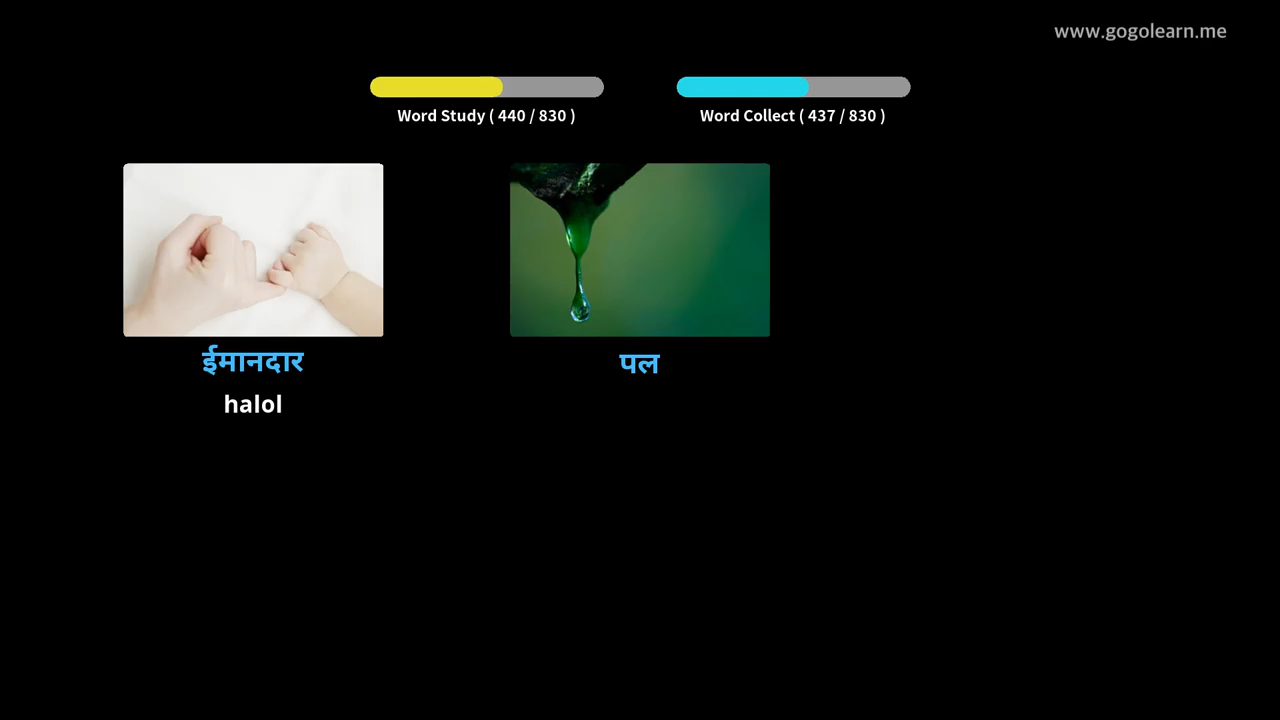 www.gogolearn.me
Word Study ( 440 / 830 )
Word Collect ( 437 / 830 )
ईमानदार
halol
पल